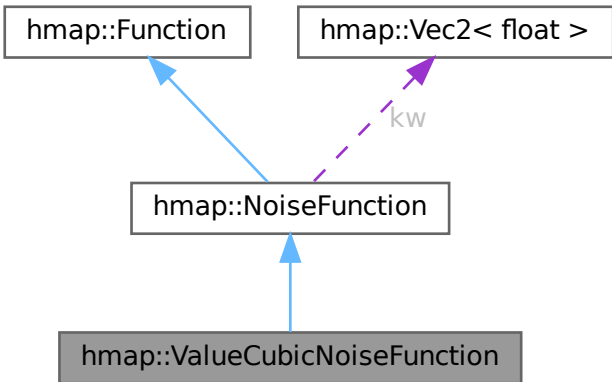 hmap::Function
hmap::Vec2< float >
kw
hmap::NoiseFunction
hmap::ValueCubicNoiseFunction